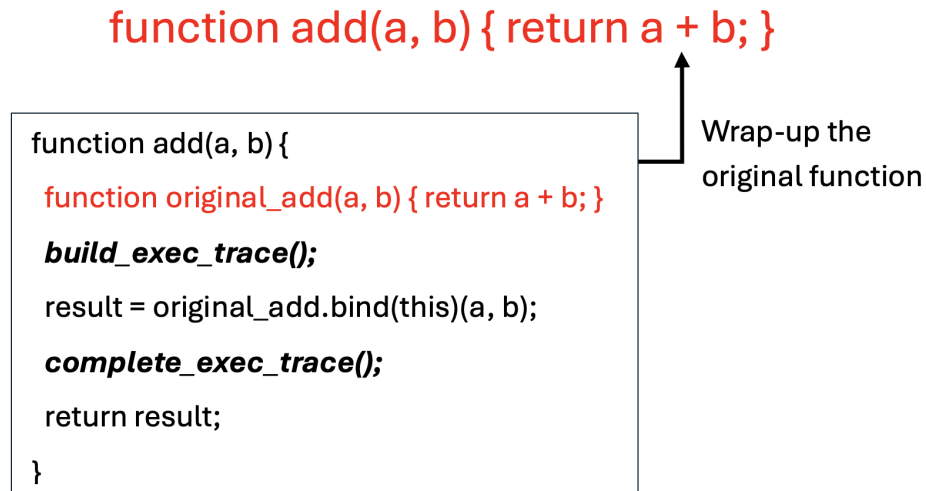 function add(a, b) { return a + b; }
function add(a, b) {
function original_add(a, b) { return a + b; }
build_exec_trace();
result = original_add.bind(this)(a, b);
complete_exec_trace();
return result;
}
Wrap-up the
original function